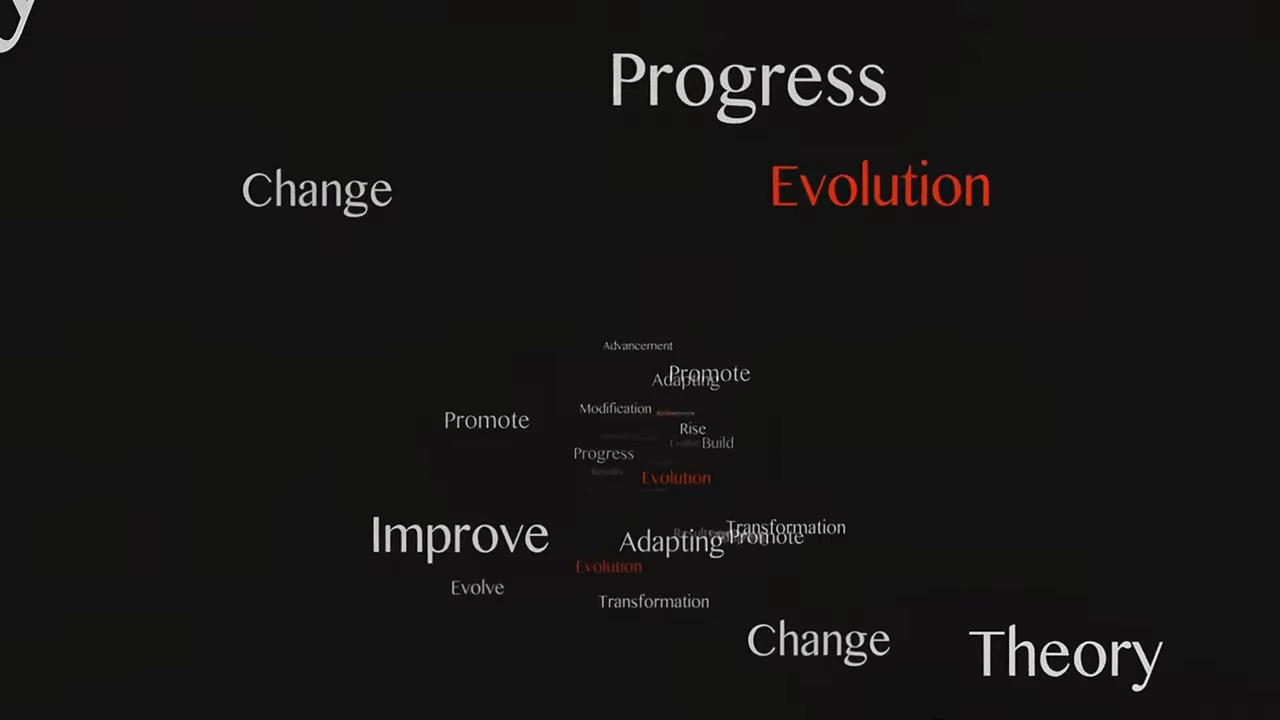 y
Progress
Change
Evolution
Advancement
Promote
Adapting
Modification
Promote
Rise
Build
Progress
Evolution
Transformation
Promote
Improve
Adapting
Evolution
Evolve
Transformation
Change
Theory